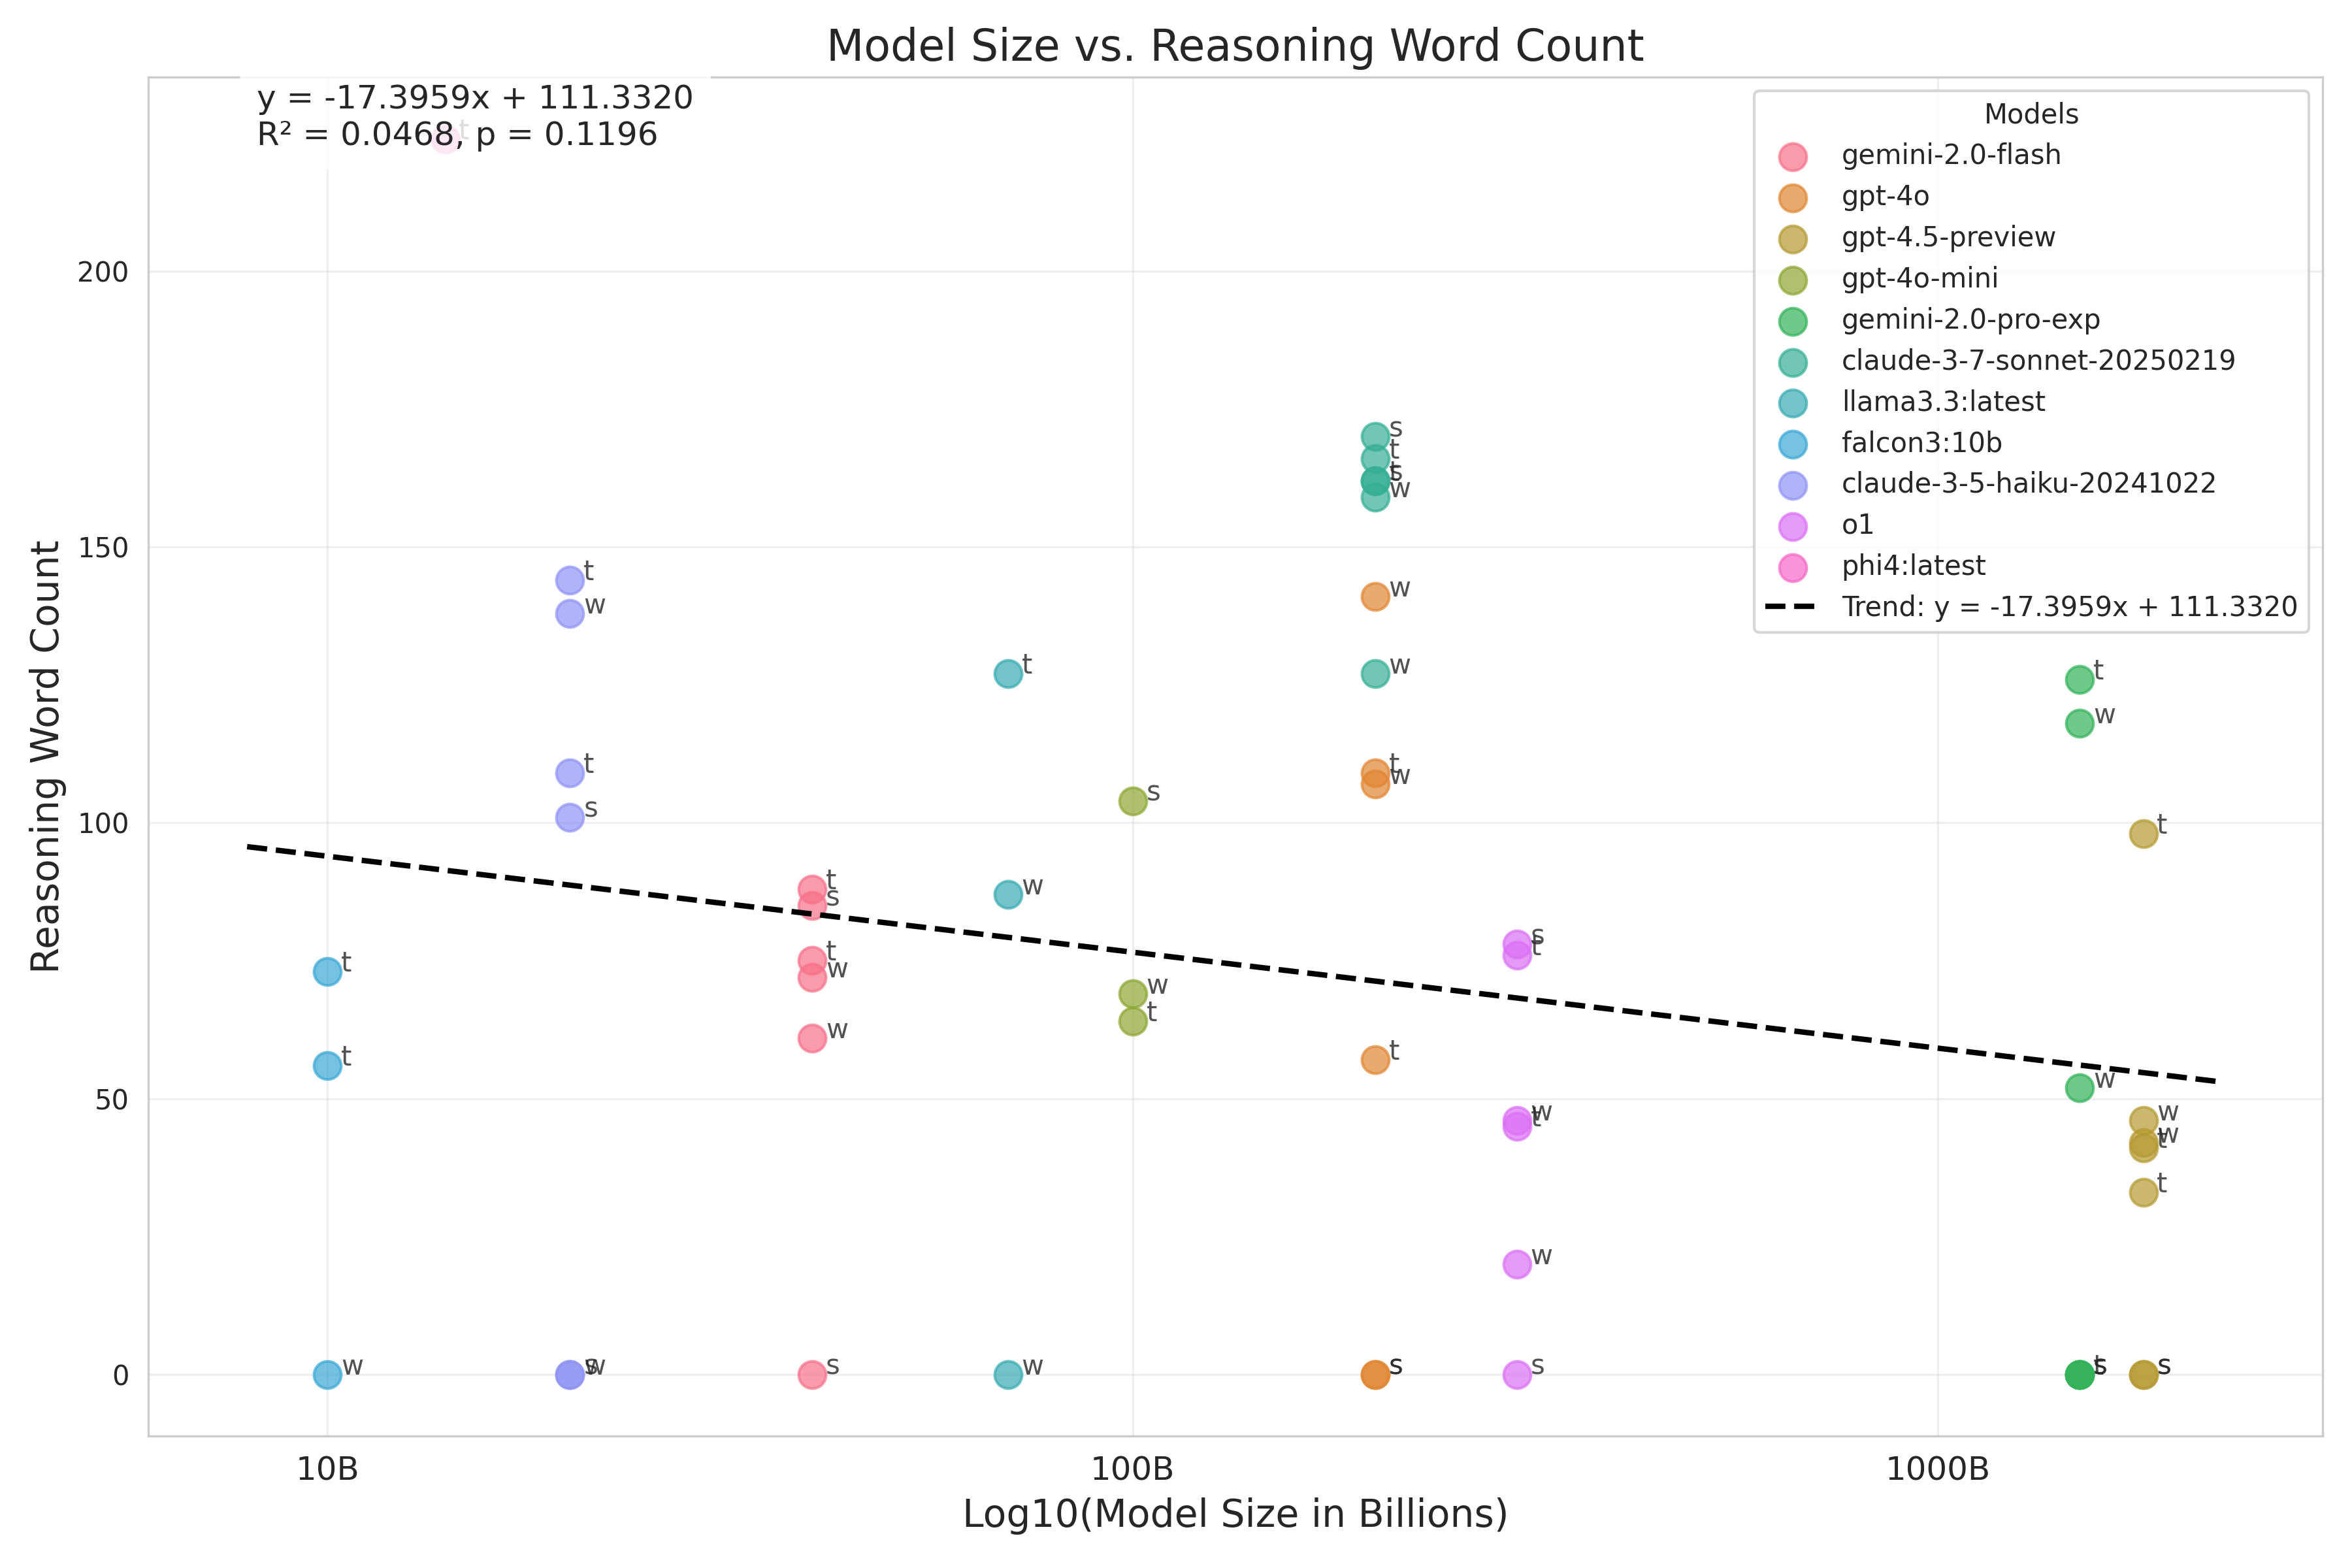 Model Size vs. Reasoning Word Count
y = -17.3959x + 111.3320
R² = 0.0468, p = 0.1196
t
Models
gemini-2.0-flash
gpt-4o
gpt-4.5-preview
gpt-4o-mini
gemini-2.0-pro-exp
claude-3-7-sonnet-20250219
llama3.3:latest
falcon3:10b
claude-3-5-haiku-20241022
o1
phi4:latest
Trend: y = -17.3959x + 111.3320
Reasoning Word Count
200
150
100
50
0
s
t
s
w
t
w
w
t
w
t
w
t
s
s
t
w
t
t
s
t
w
w
s
t
t
w
w
t
w
t
t
s
t
w
t
w
w
w
t
t
w
w
s
w
s
w
s
s
t
s
s
10B
100B
1000B
Log10(Model Size in Billions)